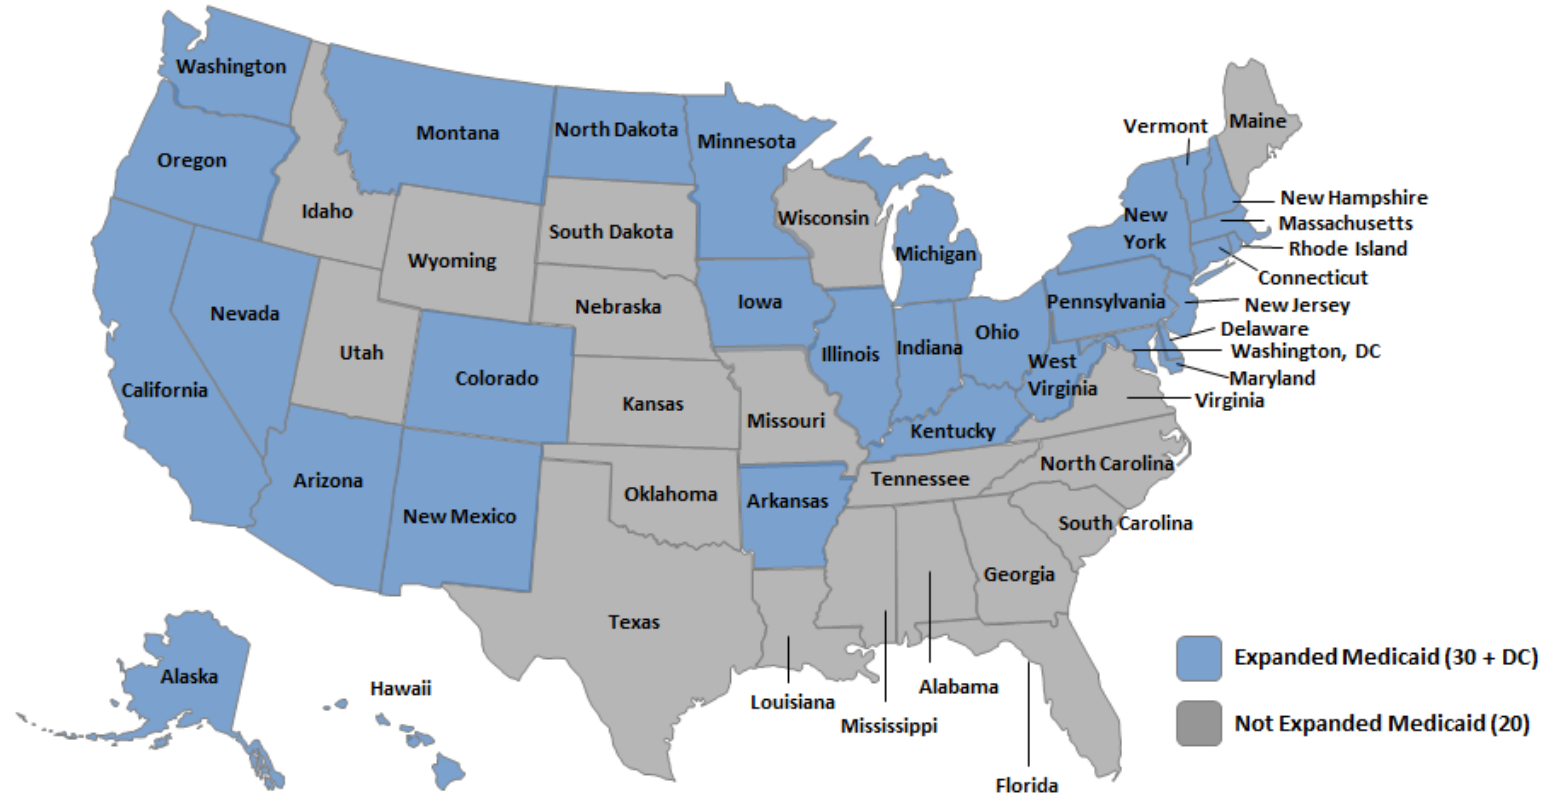 Washington
Maine
Vermont
North Dakota
Montana
Minnesota
Oregon
New Hampshire
Idaho
New
York
Wisconsin
Massachusetts
South Dakota
Rhode Island
Michigan
Wyoming
Connecticut
Iowa
Pennsylvania
New Jersey
Nebraska
Nevada
Delaware
Ohio
Indiana
Washington, DC
Utah
Illinois
West
Virginia
Colorado
Maryland
California
Virginia
Kansas
Missouri
Kentucky
North Carolina
Arizona
Tennessee
Oklahoma
Arkansas
New Mexico
South Carolina
Georgia
Texas
Expanded Medicaid (30 + DC)
Alaska
Hawaii
Alabama
Louisiana
Not Expanded Medicaid (20)
Mississippi
Florida